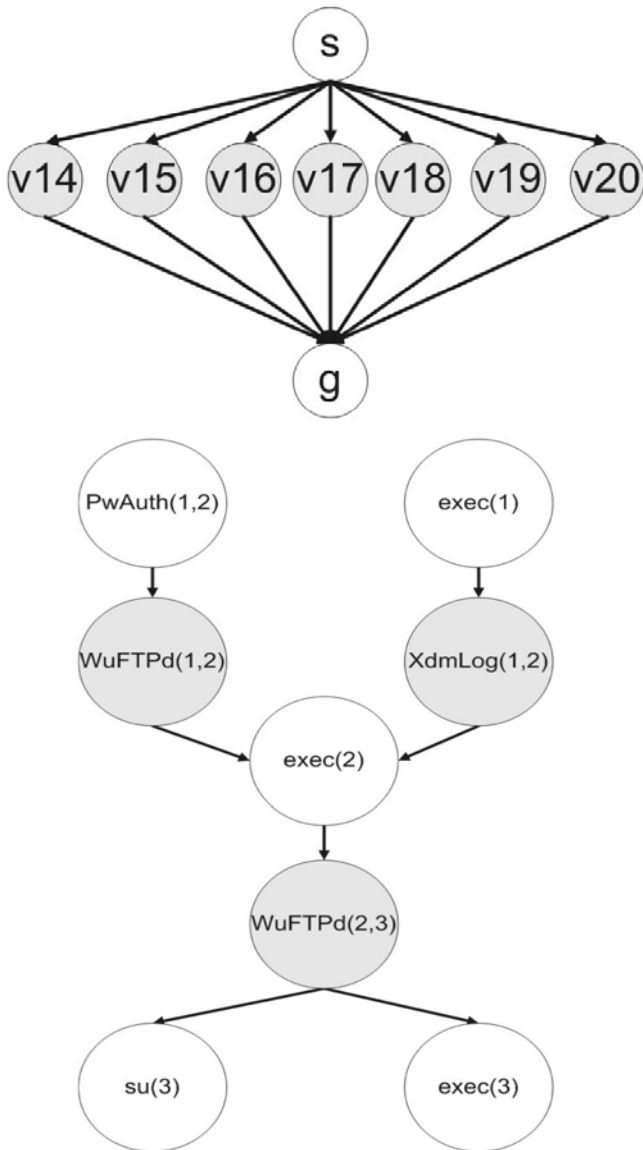 s
v14 v15 v16 v17 v18 v19 v20
g
PwAuth(1,2) exec(1)
WuFTPd(1,2) XdmLog(1,2)
exec(2)
WuFTPd(2,3)
su(3) exec(3)